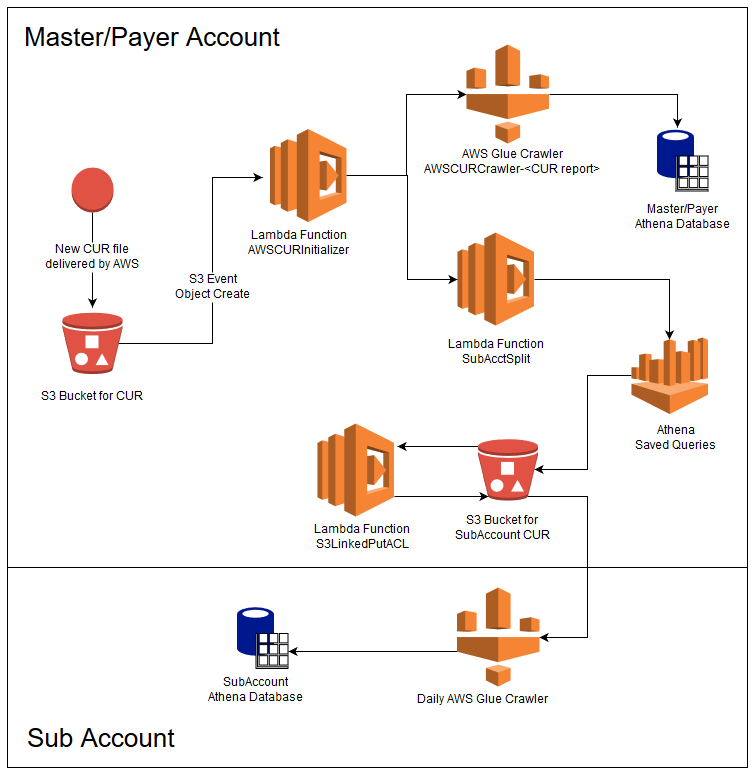 Master/Payer Account
AWS Glue Crawler
AWSCURCrawler-<CUR report>
Master/Payer
Athena Database
Lambda Function
AWSCURInitializer
New CUR file
delivered by AWS
S3 Event
Object Create
S3 Bucket for CUR
Lambda Function
SubAcctSplit
Athena
Saved Queries
Lambda Function
S3LinkedPutACL
S3 Bucket for
SubAccount CUR
SubAccount
Athena Database
Daily AWS Glue Crawler
Sub Account